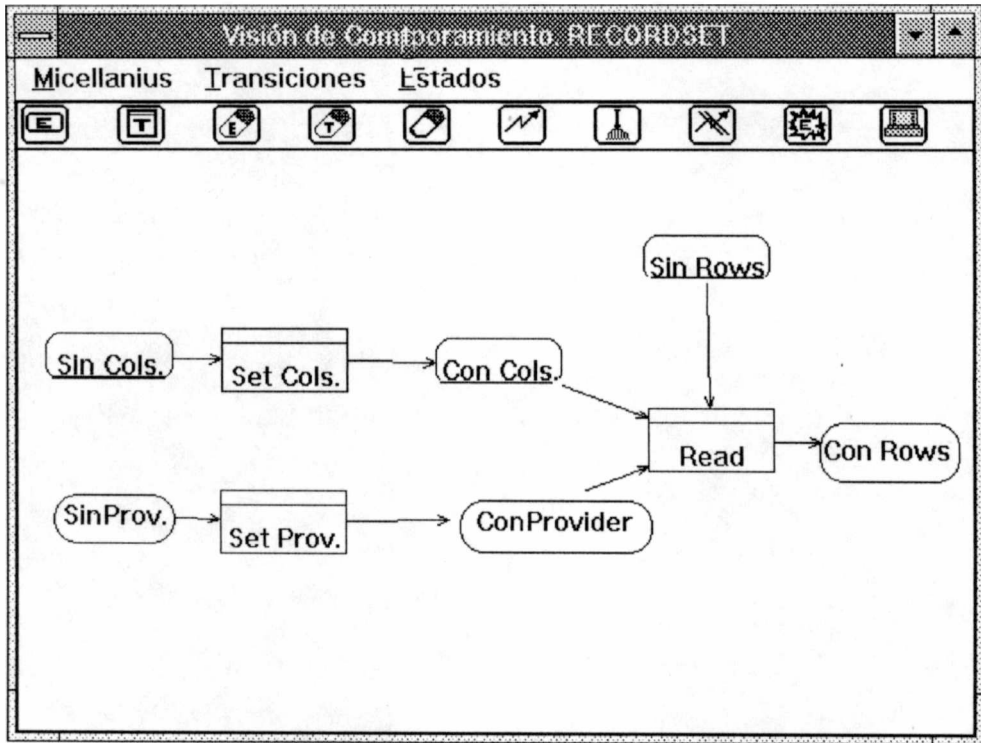 Visión de Comtporamiento. RECORDSET
Micellanius Transiciones Estados
E T E T E
Sin Rows
Sin Cols. Set Cols. Con Cols.
Read Con Rows
SinProv. Set Prov. ConProvider